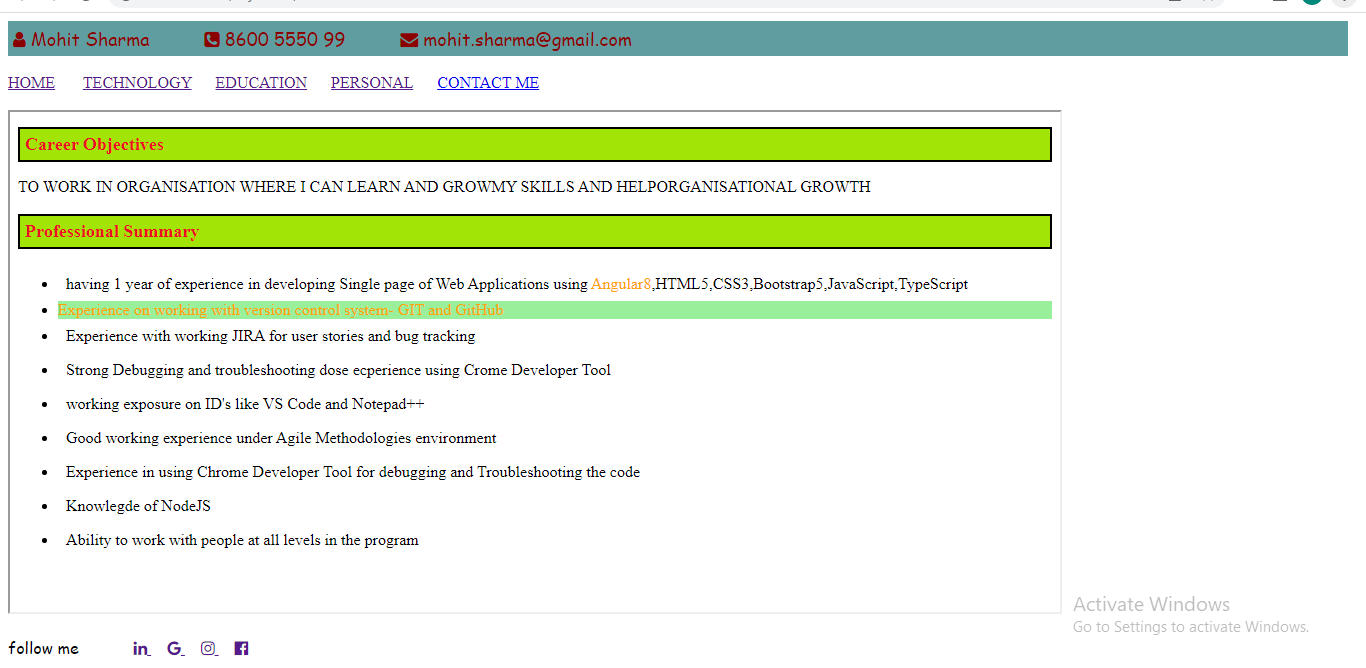 Mohit Sharma 8600 5550 99 mohit.sharma@gmail.com
HOME TECHNOLOGY EDUCATION PERSONAL CONTACT ME
Career Objectives
TO WORK IN ORGANISATION WHERE I CAN LEARN AND GROWMY SKILLS AND HELPORGANISATIONAL GROWTH
Professional Summary
having 1 year of experience in developing Single page of Web Applications using Angular8,HTML5,CSS3,Bootstrap5,JavaScript,TypeScript
Experience on working with version control system- GIT and GitHub
Experience with working JIRA for user stories and bug tracking
Strong Debugging and troubleshooting dose ecperience using Crome Developer Tool
working exposure on ID's like VS Code and Notepad++
Good working experience under Agile Methodologies environment
Experience in using Chrome Developer Tool for debugging and Troubleshooting the code
Knowlegde of NodeJS
Ability to work with people at all levels in the program
Activate Windows
Go to Settings to activate Windows.
follow me